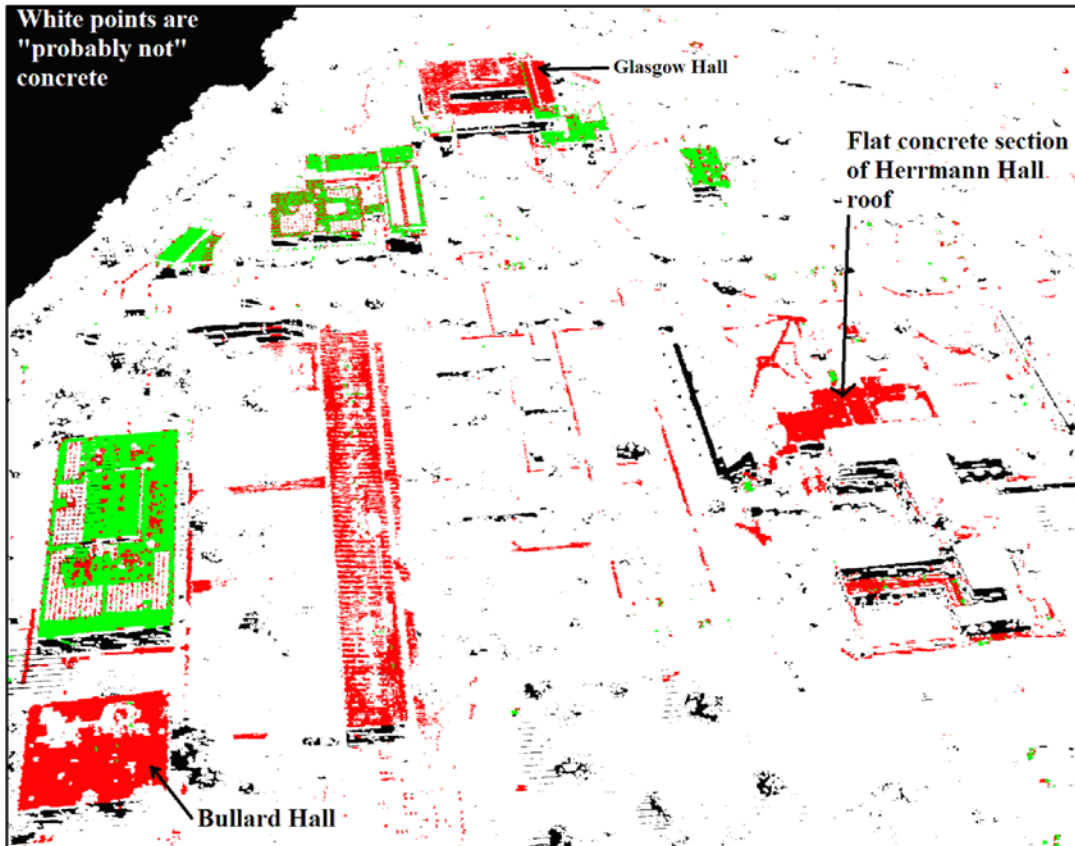 White points are
"probably not"
concrete
Glasgow Hall
Flat concrete section
of Herrmann Hall
roof
Bullard Hall